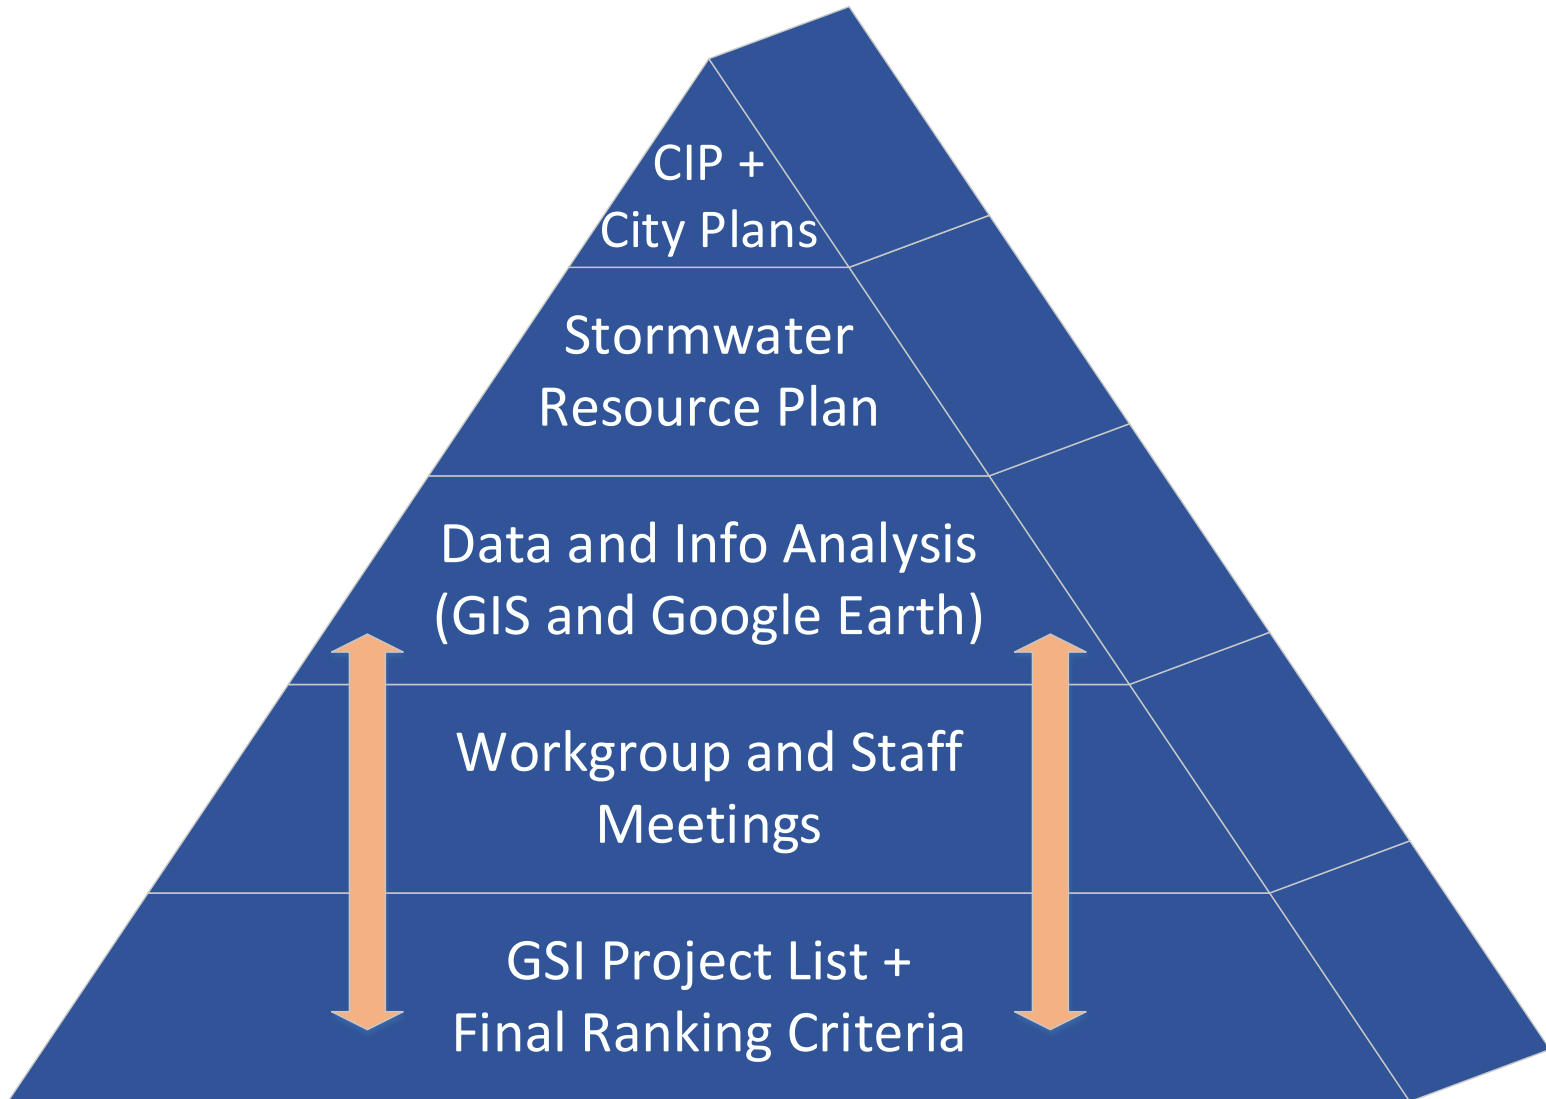 CIP +
City Plans
Stormwater
Resource Plan
Data and Info Analysis
(GIS and Google Earth)
Workgroup and Staff
Meetings
GSI Project List +
Final Ranking Criteria